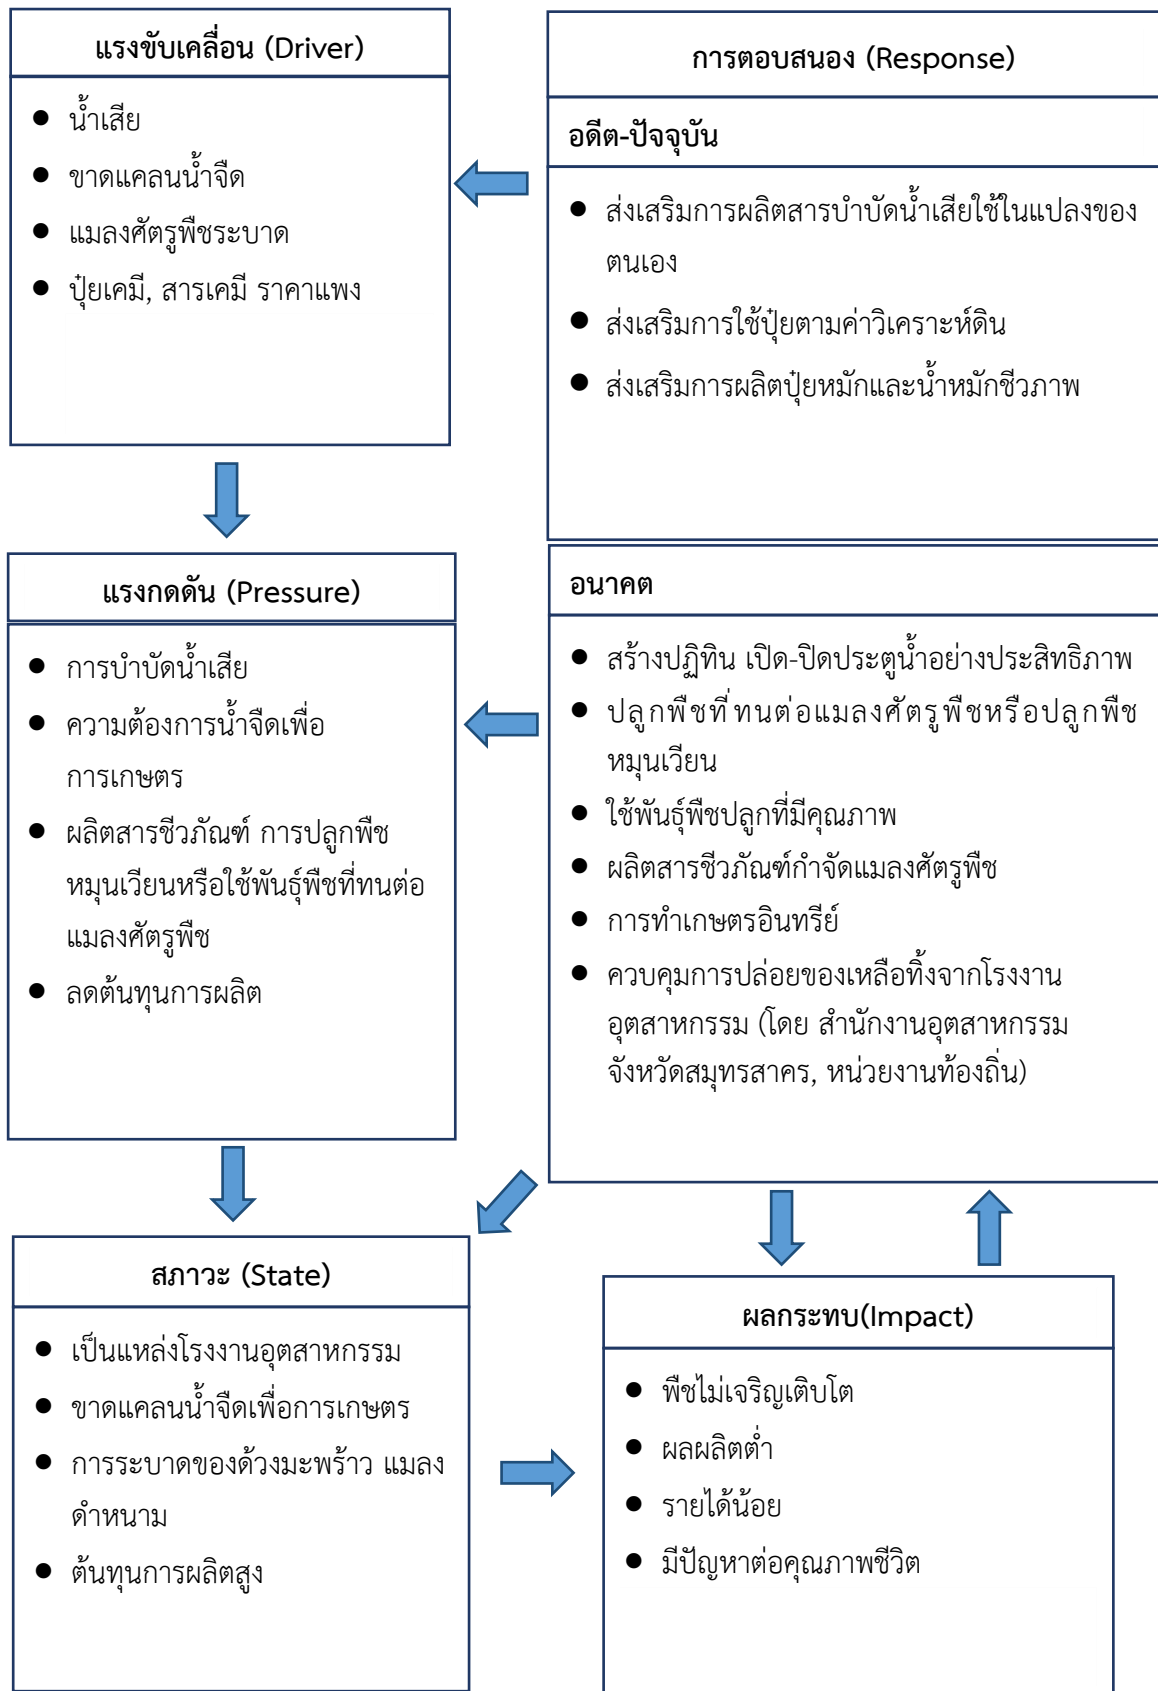 แรงขับเคลื่อน (Driver)
● น้ำเสีย
● ขาดแคลนน้ำจืด
● แมลงศัตรูพืชระบาด
● ปุ๋ยเคมี, สารเคมี ราคาแพง
การตอบสนอง (Response)
อดีต-ปัจจุบัน
● ส่งเสริมการผลิตสารบำบัดน้ำเสียใช้ในแปลงของ
ตนเอง
● ส่งเสริมการใช้ปุ๋ยตามค่าวิเคราะห์ดิน
● ส่งเสริมการผลิตปุ๋ยหมักและน้ำหมักชีวภาพ
แรงกดดัน (Pressure)
● การบำบัดน้ำเสีย
● ความต้องการน้ำจืดเพื่อ
การเกษตร
● ผลิตสารชีวภัณฑ์ การปลูกพืช
หมุนเวียนหรือใช้พันธุ์พืชที่ทนต่อ
แมลงศัตรูพืช
● ลดต้นทุนการผลิต
อนาคต
● สร้างปฏิทิน เปิด-ปิดประตูน้ำอย่างประสิทธิภาพ
● ปลูกพืชที่ทนต่อแมลงศัตรูพืชหรือปลูกพืช
หมุนเวียน
● ใช้พันธุ์พืชปลูกที่มีคุณภาพ
● ผลิตสารชีวภัณฑ์กำจัดแมลงศัตรูพืช
● การทำเกษตรอินทรีย์
● ควบคุมการปล่อยของเหลือทิ้งจากโรงงาน
อุตสาหกรรม (โดย สำนักงานอุตสาหกรรม
จังหวัดสมุทรสาคร, หน่วยงานท้องถิ่น)
สภาวะ (State)
● เป็นแหล่งโรงงานอุตสาหกรรม
● ขาดแคลนน้ำจืดเพื่อการเกษตร
● การระบาดของด้วงมะพร้าว แมลง
ดำหนาม
● ต้นทุนการผลิตสูง
ผลกระทบ(Impact)
● พืชไม่เจริญเติบโต
● ผลผลิตต่ำ
● รายได้น้อย
● มีปัญหาต่อคุณภาพชีวิต